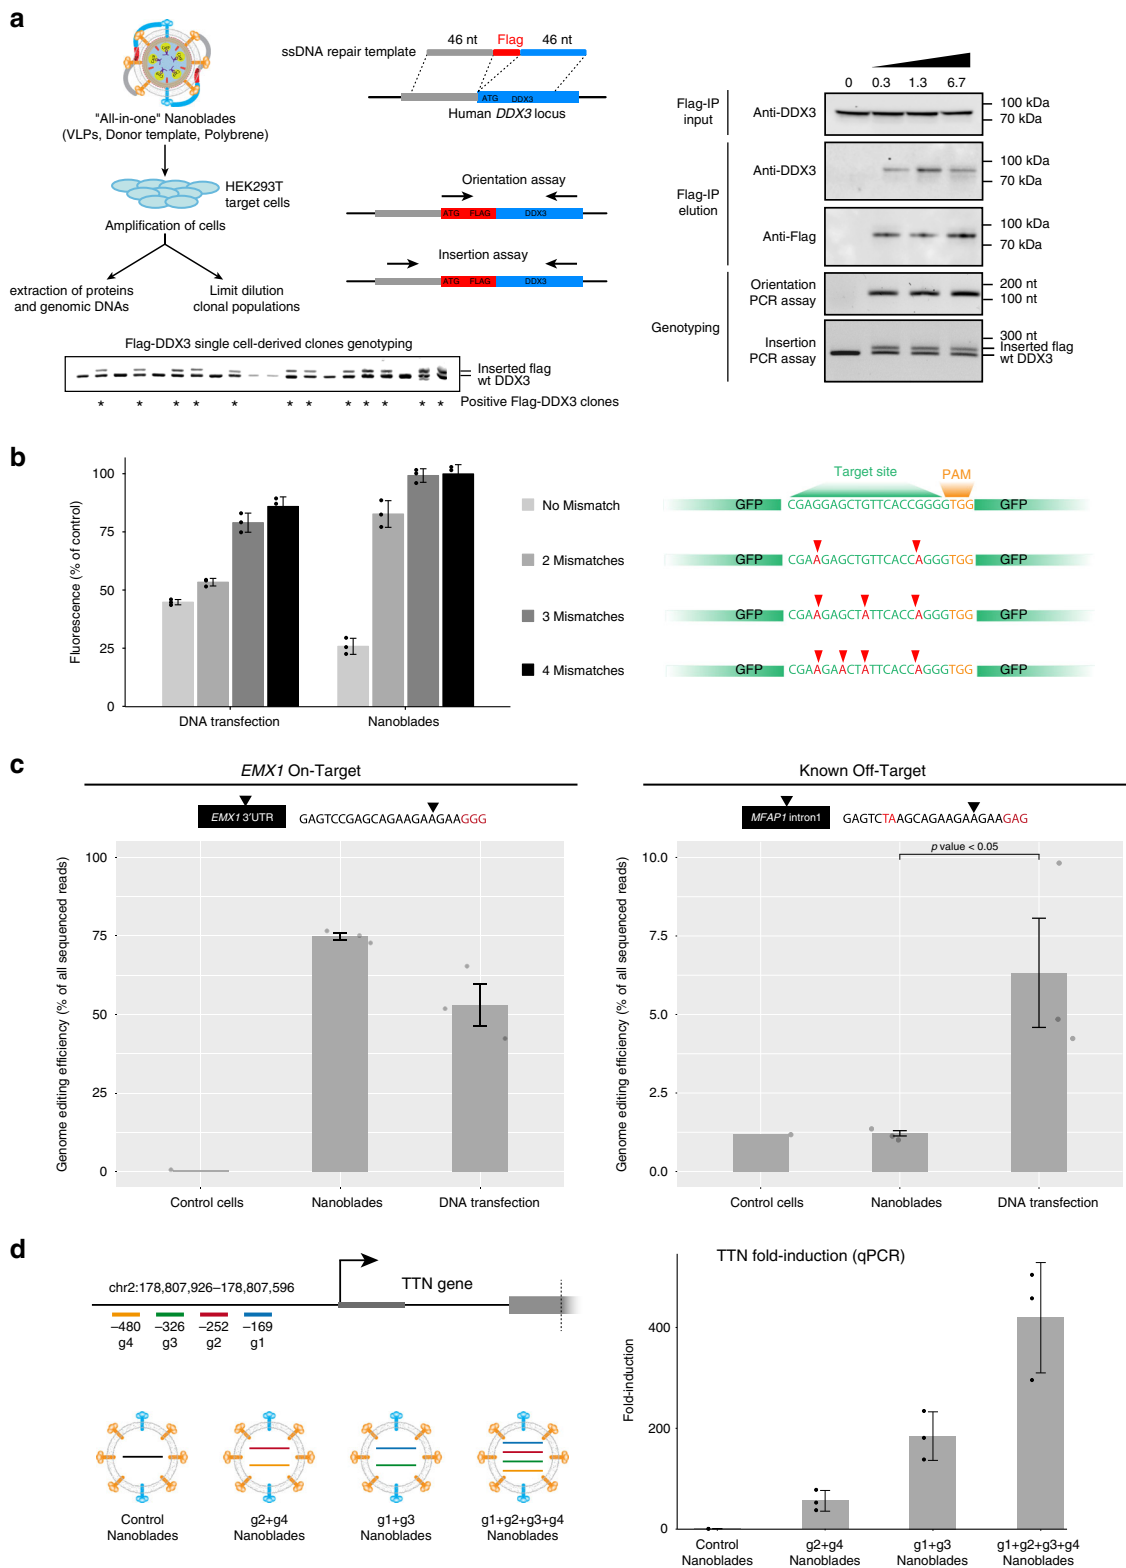 a
"All-in-one" Nanoblades
(VLPs, Donor template, Polybrene)
HEK293T
target cells
Amplification of cells
extraction of proteins
and genomic DNAs
Limit dilution
clonal populations
ssDNA repair template
46 nt
Flag
46 nt
ATG
DDX3
Human DDX3 locus
Orientation assay
ATG
FLAG
DDX3
Insertion assay
ATG
FLAG
DDX3
Flag-DDX3 single cell-derived clones genotyping
Inserted flag
wt DDX3
* * * * * * * * * * * *
Positive Flag-DDX3 clones
0 0.3 1.3 6.7
Flag-IP
input
Anti-DDX3
100 kDa
70 kDa
Flag-IP
elution
Anti-DDX3
100 kDa
70 kDa
Anti-Flag
100 kDa
70 kDa
Genotyping
Orientation
PCR assay
200 nt
100 nt
Insertion
PCR assay
300 nt
Inserted flag
wt DDX3
b
Fluorescence (% of control)
100
75
50
25
0
DNA transfection
Nanoblades
No Mismatch
2 Mismatches
3 Mismatches
4 Mismatches
Target site
PAM
GFP CGAGGAGCTGTTCACCGGGGTGG GFP
GFP CGAAGAGCTGTTCACCAGGGTGG GFP
GFP CGAAGAGCTATTCACCAGGGTGG GFP
GFP CGAAGAACTATTCACCAGGGTGG GFP
c
EMX1 On-Target
EMX1 3'UTR
GAGTCCGAGCAGAAGAAGAAGGG
Genome editing efficiency (% of all sequenced reads)
100
75
50
25
0
Control cells
Nanoblades
DNA transfection
Known Off-Target
MFAP1 intron1
GAGTCTAAGCAGAAGAAGAAGAG
p value < 0.05
Genome editing efficiency (% of all sequenced reads)
10.0
7.5
5.0
2.5
0.0
Control cells
Nanoblades
DNA transfection
d
chr2:178,807,926–178,807,596
TTN gene
–480
–326
–252
–169
g4
g3
g2
g1
Control
Nanoblades
g2+g4
Nanoblades
g1+g3
Nanoblades
g1+g2+g3+g4
Nanoblades
TTN fold-induction (qPCR)
Fold-induction
400
200
0
Control
Nanoblades
g2+g4
Nanoblades
g1+g3
Nanoblades
g1+g2+g3+g4
Nanoblades